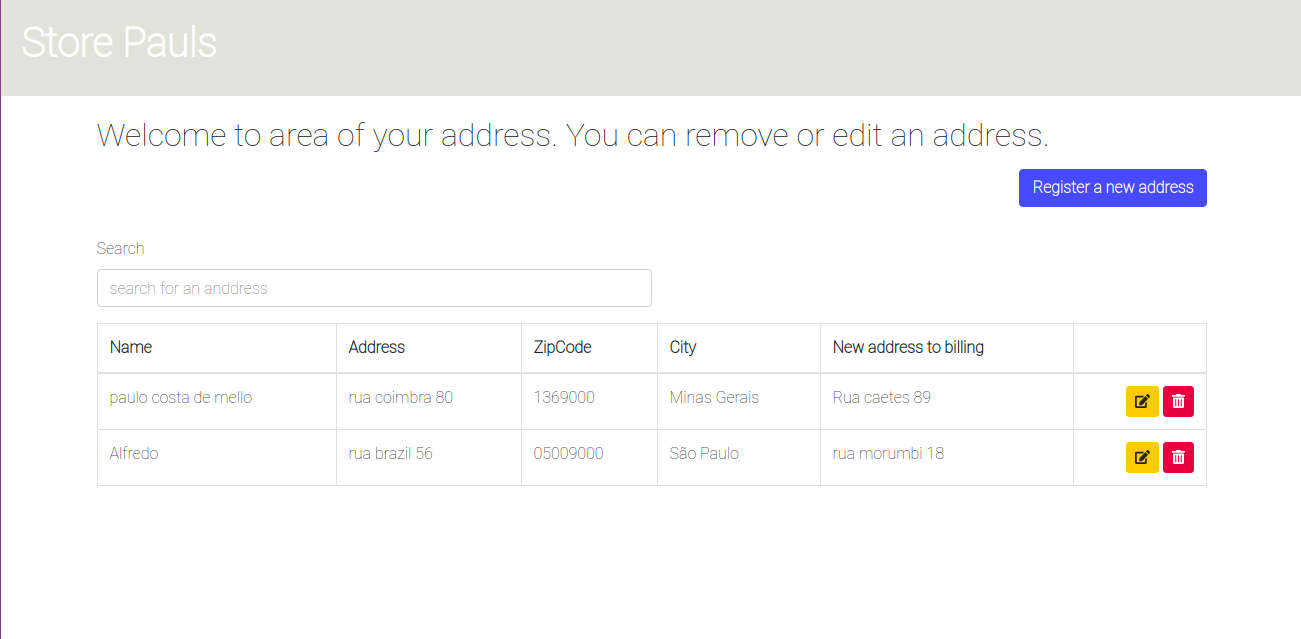 Store Pauls
Welcome to area of your address. You can remove or edit an address.
Register a new address
Search
search for an anddress
Name Address ZipCode City New address to billing
paulo costa de mello rua coimbra 80 1369000 Minas Gerais Rua caetes 89
Alfredo rua brazil 56 05009000 São Paulo rua morumbi 18